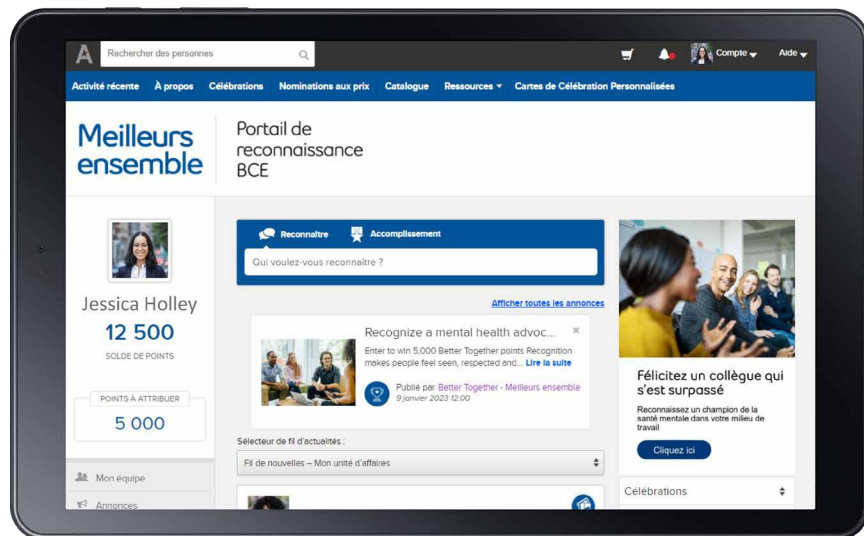 A
Rechercher des personnes
Compte
Aide
Activité récente
À propos
Célébrations
Nominations aux prix
Catalogue
Ressources
Cartes de Célébration Personnalisées
Meilleurs
ensemble
Portail de
reconnaissance
BCE
Jessica Holley
12 500
SOLDE DE POINTS
POINTS À ATTRIBUER
5 000
Mon équipe
Annonces
Reconnaître
Accomplissement
Qui voulez-vous reconnaître ?
Afficher toutes les annonces
Recognize a mental health advoc...
×
Enter to win 5,000 Better Together points Recognition
makes people feel seen, respected and... Lire la suite
Publié par Better Together - Meilleurs ensemble
9 janvier 2023 12:00
Sélecteur de fil d'actualités :
Fil de nouvelles – Mon unité d'affaires
Félicitez un collègue qui
s'est surpassé
Reconnaissez un champion de la
santé mentale dans votre milieu de
travail
Cliquez ici
Célébrations